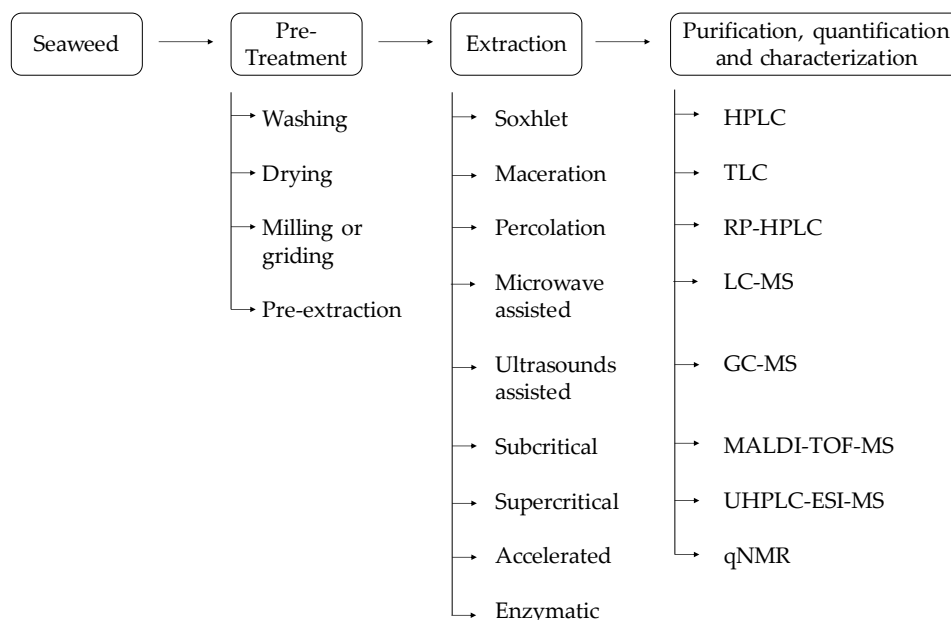 Seaweed
Pre-
Treatment
Extraction
Purification, quantification
and characterization
Washing
Drying
Milling or
griding
Pre-extraction
Soxhlet
Maceration
Percolation
Microwave
assisted
Ultrasounds
assisted
Subcritical
Supercritical
Accelerated
Enzymatic
HPLC
TLC
RP-HPLC
LC-MS
GC-MS
MALDI-TOF-MS
UHPLC-ESI-MS
qNMR